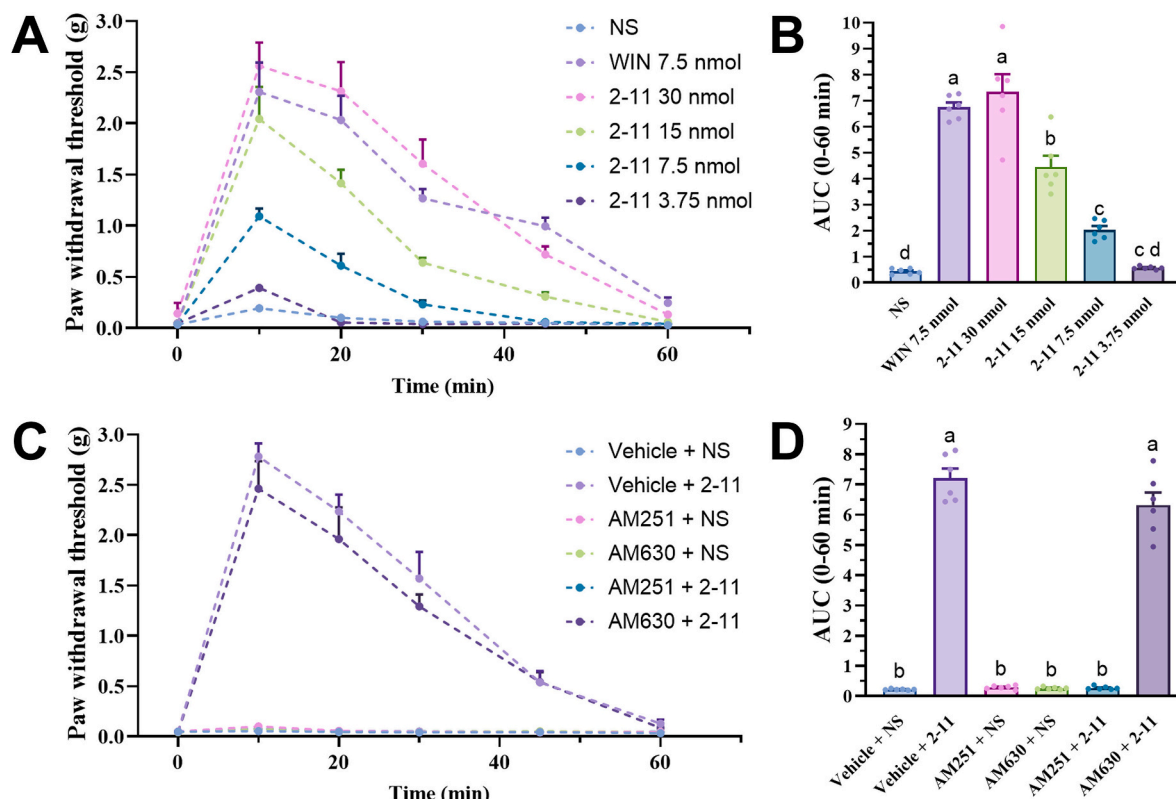 A
Paw withdrawal threshold (g)
3.0
2.5
2.0
1.5
1.0
0.5
0.0
0
20
40
60
Time (min)
NS
WIN 7.5 nmol
2-11 30 nmol
2-11 15 nmol
2-11 7.5 nmol
2-11 3.75 nmol
B
AUC (0-60 min)
10
9
8
7
6
5
4
3
2
1
0
d
a
a
b
c
c d
NS
WIN 7.5 nmol
2-11 30 nmol
2-11 15 nmol
2-11 7.5 nmol
2-11 3.75 nmol
C
Paw withdrawal threshold (g)
3.0
2.5
2.0
1.5
1.0
0.5
0.0
0
20
40
60
Time (min)
Vehicle + NS
Vehicle + 2-11
AM251 + NS
AM630 + NS
AM251 + 2-11
AM630 + 2-11
D
AUC (0-60 min)
9
8
7
6
5
4
3
2
1
0
b
a
b
b
b
a
Vehicle + NS
Vehicle + 2-11
AM251 + NS
AM630 + NS
AM251 + 2-11
AM630 + 2-11